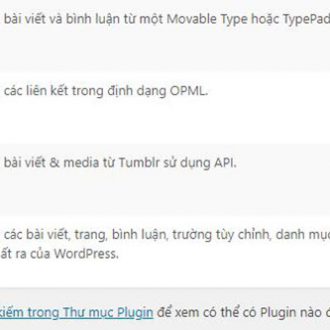 bài viết và bình luận từ một Movable Type hoặc TypePad
các liên kết trong định dạng OPML.
bài viết & media từ Tumblr sử dụng API.
các bài viết, trang, bình luận, trường tùy chỉnh, danh mục
ất ra của WordPress.
kiếm trong Thư mục Plugin để xem có thể có Plugin nào